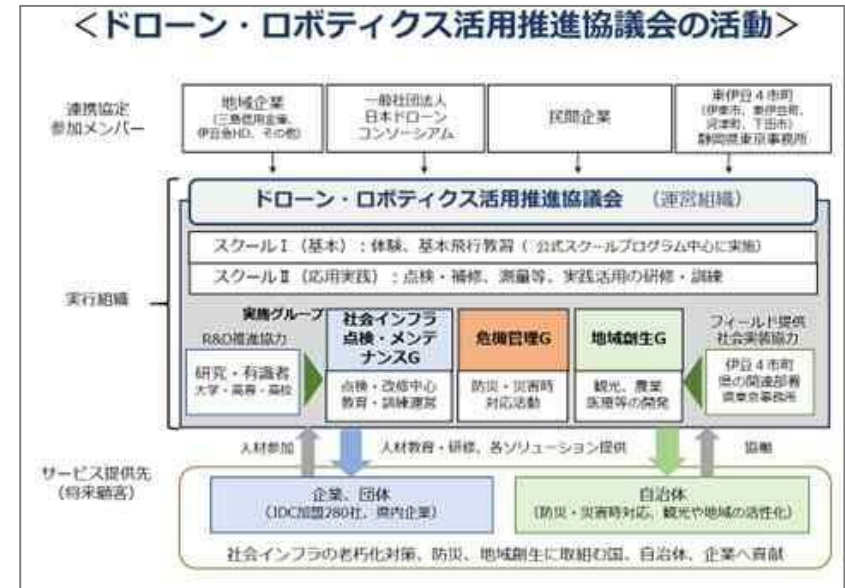 ＜ドローン・ロボティクス活用推進協議会の活動＞
連携協定
参加メンバー
地域企業
(三島信用金庫、
伊豆急HD、その他)
一般社団法人
日本ドローン
コンソーシアム
民間企業
東伊豆４市町
(伊東市、東伊豆町、
河津町、下田市)
静岡県東京事務所
ドローン・ロボティクス活用推進協議会 （運営組織）
スクールⅠ（基本）：体験、基本飛行教習（ 公式スクールプログラム中心に実施）
スクールⅡ（応用実践）：点検・補修、測量等、実践活用の研修・訓練
実行組織
実施グループ
R&D推進協力
研究・有識者
大学・高専・高校
社会インフラ
点検・メンテ
ナンスG
点検・改修中心
教育・訓練運営
危機管理G
防災・災害時
対応活動
地域創生G
観光、農業
医療等の開発
フィールド提供
社会実装協力
伊豆４市町
県の関連部署
県東京事務所
人材参加
人材教育・研修、各ソリューション提供
協働
サービス提供先
（将来顧客）
企業、団体
(JDC加盟280社、県内企業)
自治体
(防災・災害時対応、観光や地域の活性化)
社会インフラの老朽化対策、防災、地域創生に取組む国、自治体、企業へ貢献